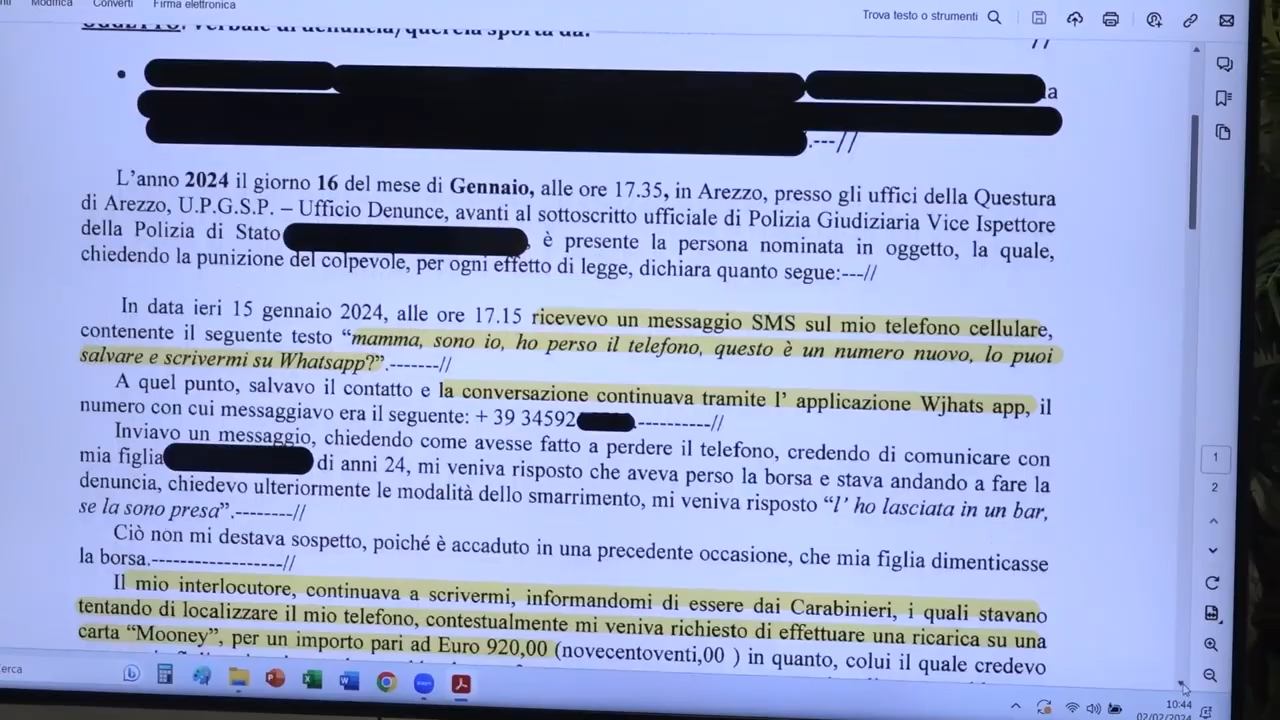 Modifica Converti Firma elettronica
Trova testo o strumenti
OGGETTO: Verbale di denuncia/querela sporta da:
//
la
.---//
L’anno 2024 il giorno 16 del mese di Gennaio, alle ore 17.35, in Arezzo, presso gli uffici della Questura
di Arezzo, U.P.G.S.P. – Ufficio Denunce, avanti al sottoscritto ufficiale di Polizia Giudiziaria Vice Ispettore
della Polizia di Stato , è presente la persona nominata in oggetto, la quale,
chiedendo la punizione del colpevole, per ogni effetto di legge, dichiara quanto segue:---//
In data ieri 15 gennaio 2024, alle ore 17.15 ricevevo un messaggio SMS sul mio telefono cellulare,
contenente il seguente testo “mamma, sono io, ho perso il telefono, questo è un numero nuovo, lo puoi
salvare e scrivermi su Whatsapp?”.-------//
A quel punto, salvavo il contatto e la conversazione continuava tramite l’ applicazione Wjhats app, il
numero con cui messaggiavo era il seguente: + 39 34592 .----------//
Inviavo un messaggio, chiedendo come avesse fatto a perdere il telefono, credendo di comunicare con
mia figlia di anni 24, mi veniva risposto che aveva perso la borsa e stava andando a fare la
denuncia, chiedevo ulteriormente le modalità dello smarrimento, mi veniva risposto “l’ ho lasciata in un bar,
se la sono presa”.--------//
Ciò non mi destava sospetto, poiché è accaduto in una precedente occasione, che mia figlia dimenticasse
la borsa.------------------//
Il mio interlocutore, continuava a scrivermi, informandomi di essere dai Carabinieri, i quali stavano
tentando di localizzare il mio telefono, contestualmente mi veniva richiesto di effettuare una ricarica su una
carta “Mooney”, per un importo pari ad Euro 920,00 (novecentoventi,00 ) in quanto, colui il quale credevo
1
2
10:44
02/02/2024